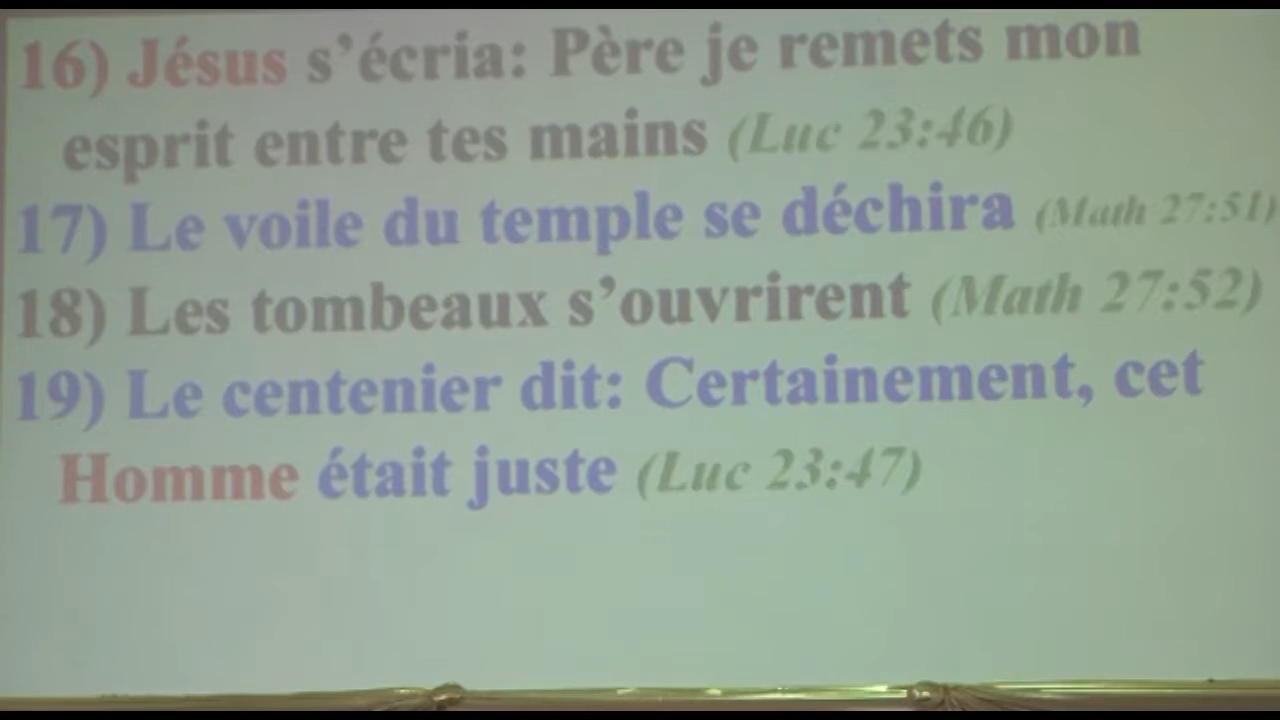 16) Jésus s’écria: Père je remets mon
esprit entre tes mains (Luc 23:46)
17) Le voile du temple se déchira (Math 27:51)
18) Les tombeaux s’ouvrirent (Math 27:52)
19) Le centenier dit: Certainement, cet
Homme était juste (Luc 23:47)